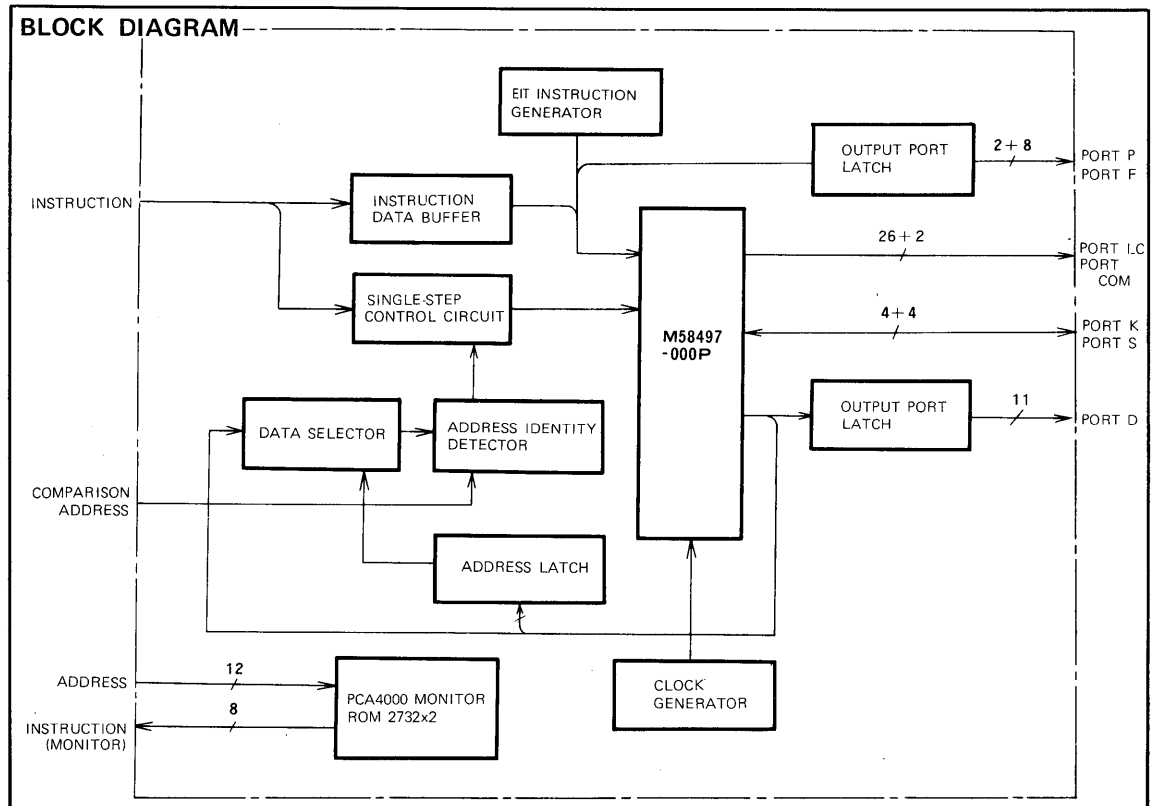 BLOCK DIAGRAM
EIT INSTRUCTION
GENERATOR
OUTPUT PORT
LATCH
2+8
PORT P
PORT F
INSTRUCTION
INSTRUCTION
DATA BUFFER
26+2
PORT LC
PORT
COM
SINGLE-STEP
CONTROL CIRCUIT
M58497
-000P
4+4
PORT K
PORT S
DATA SELECTOR
ADDRESS IDENTITY
DETECTOR
OUTPUT PORT
LATCH
11
PORT D
COMPARISON
ADDRESS
ADDRESS LATCH
ADDRESS
12
PCA4000 MONITOR
ROM 2732x2
CLOCK
GENERATOR
INSTRUCTION
(MONITOR)
8